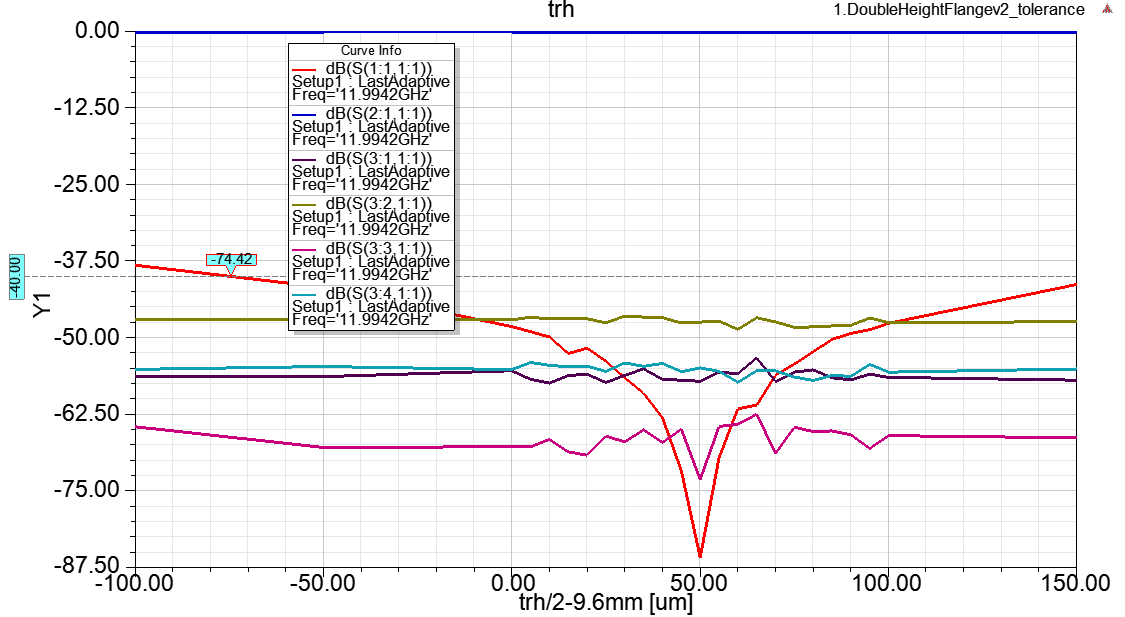 trh
1.DoubleHeightFlangev2_tolerance
0.00
-12.50
-25.00
-37.50
-50.00
-62.50
-75.00
-87.50
Y1
-40.00
-74.42
Curve Info
dB(S(1:1,1:1))
Setup1 : LastAdaptive
Freq='11.9942GHz'
dB(S(2:1,1:1))
Setup1 : LastAdaptive
Freq='11.9942GHz'
dB(S(3:1,1:1))
Setup1 : LastAdaptive
Freq='11.9942GHz'
dB(S(3:2,1:1))
Setup1 : LastAdaptive
Freq='11.9942GHz'
dB(S(3:3,1:1))
Setup1 : LastAdaptive
Freq='11.9942GHz'
dB(S(3:4,1:1))
Setup1 : LastAdaptive
Freq='11.9942GHz'
-100.00 -50.00 0.00 50.00 100.00 150.00
trh/2-9.6mm [um]